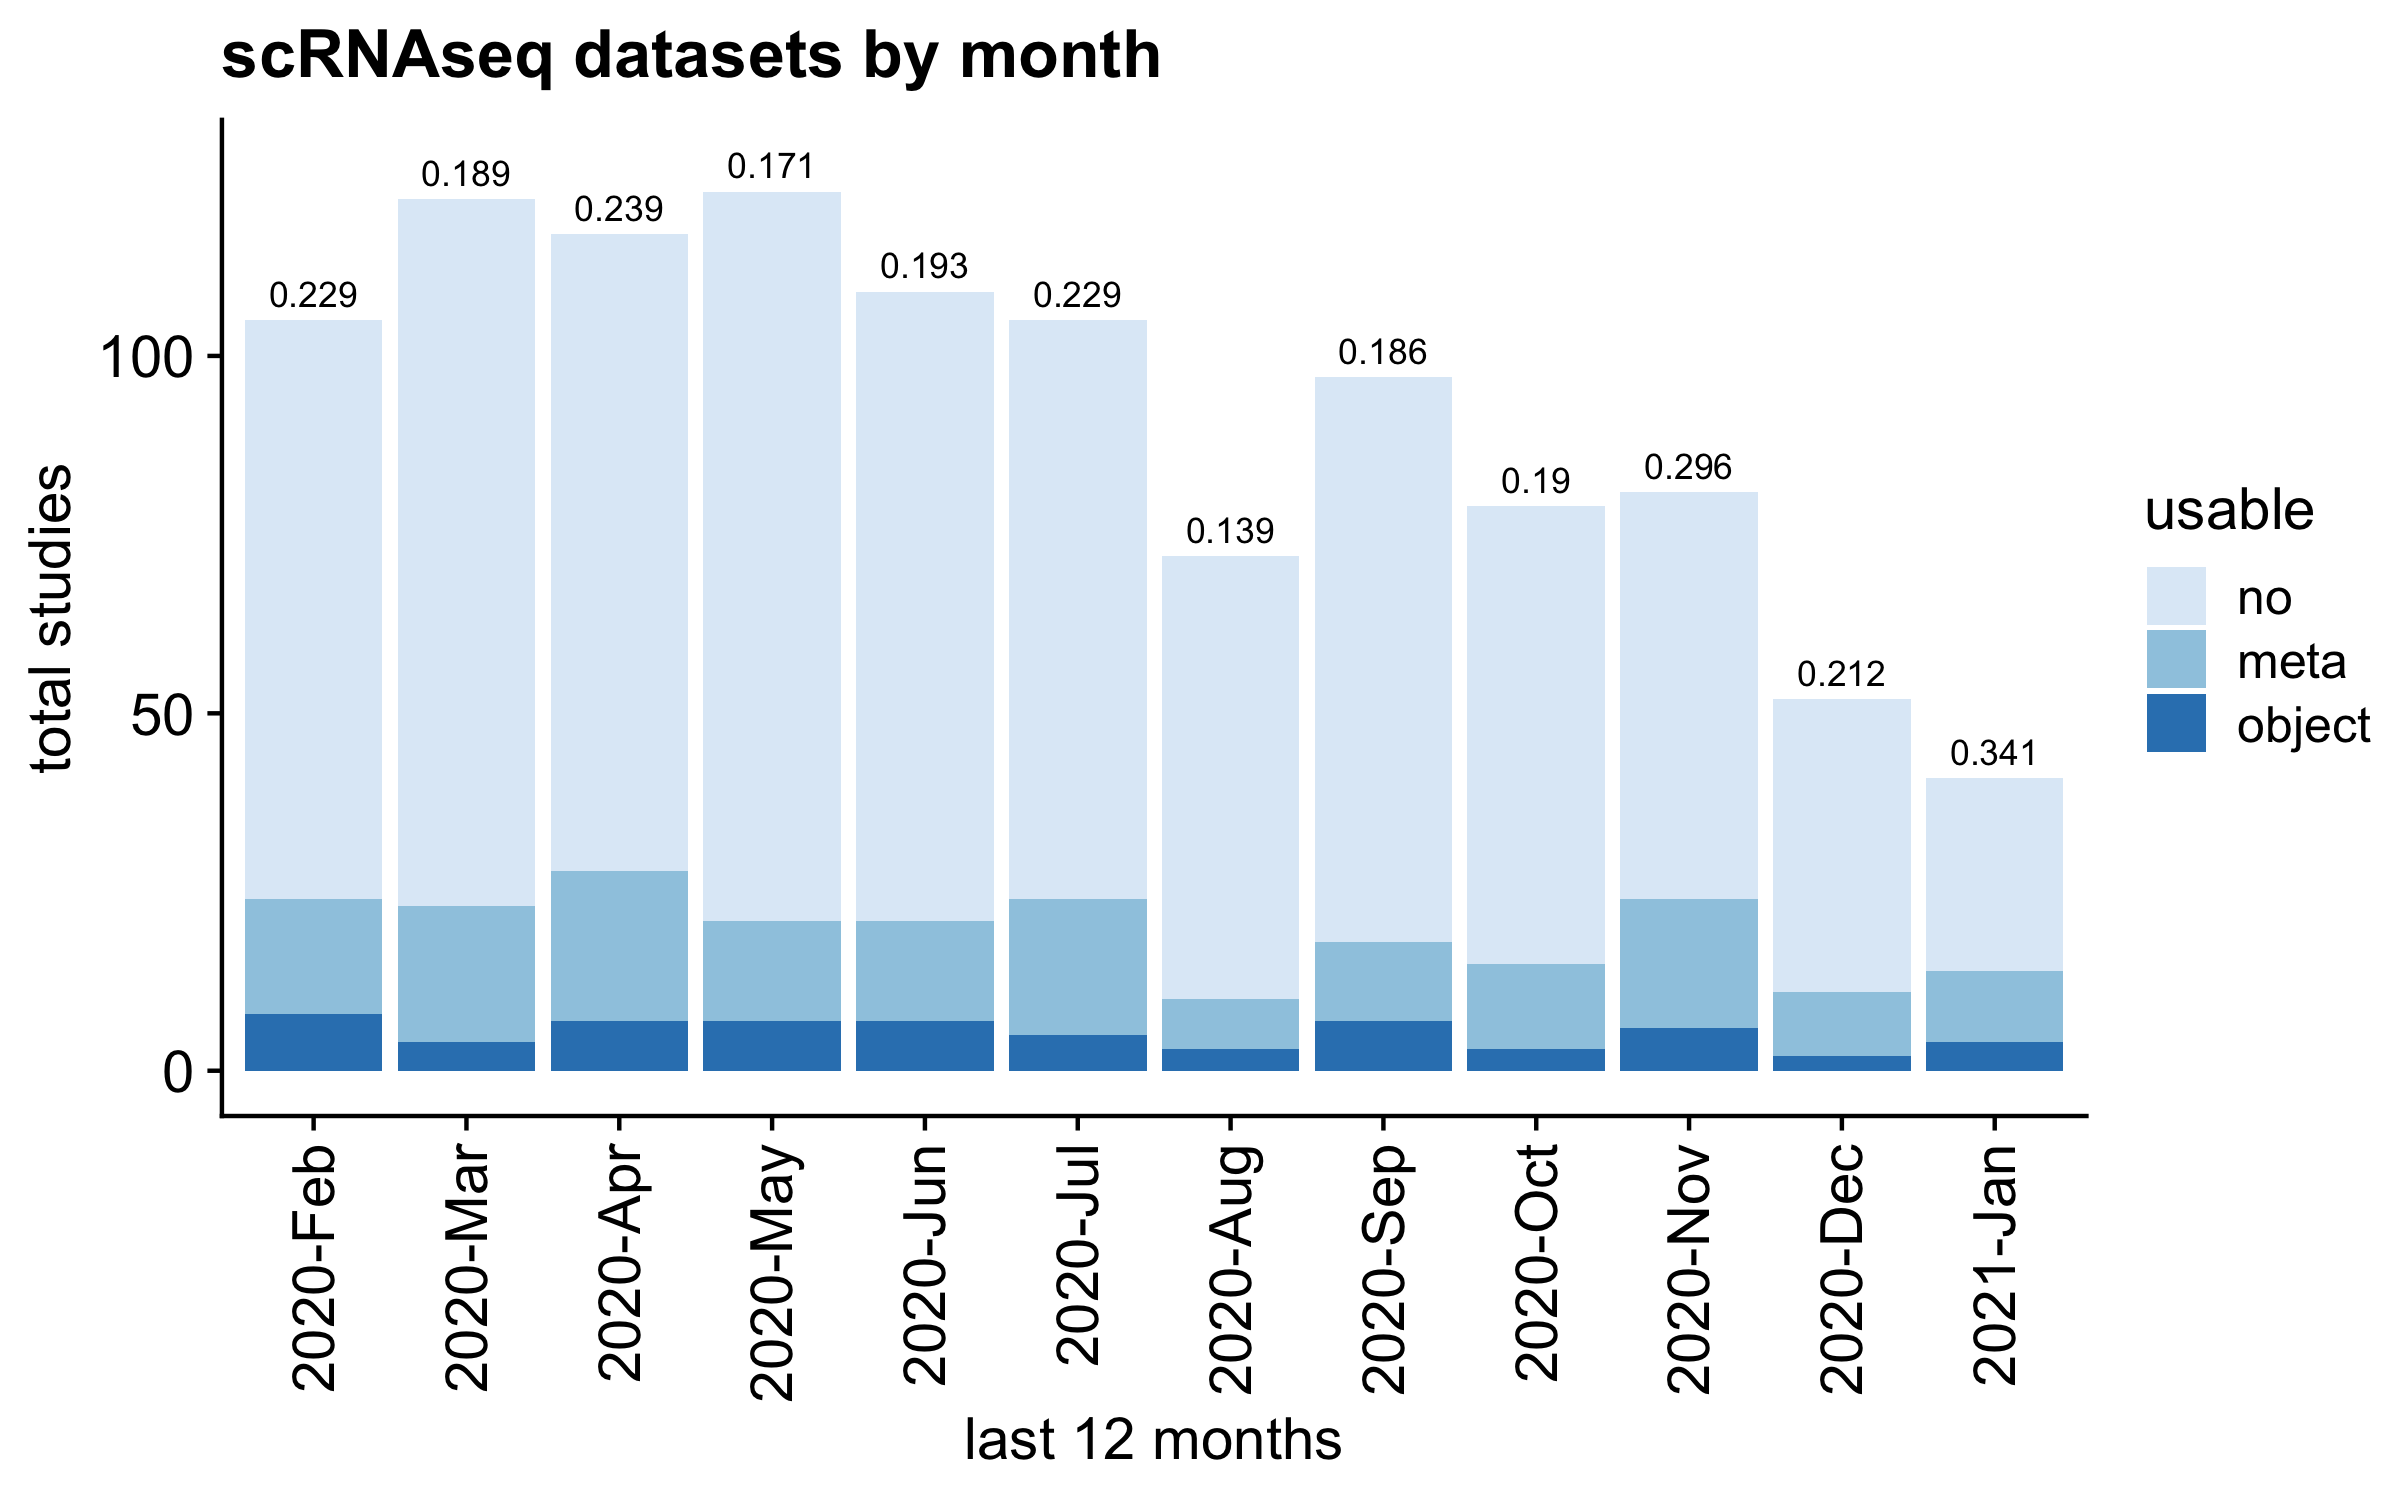 scRNAseq datasets by month
total studies
100
50
0
0.229
0.189
0.239
0.171
0.193
0.229
0.139
0.186
0.19
0.296
0.212
0.341
2020-Feb
2020-Mar
2020-Apr
2020-May
2020-Jun
2020-Jul
2020-Aug
2020-Sep
2020-Oct
2020-Nov
2020-Dec
2021-Jan
last 12 months
usable
no
meta
object